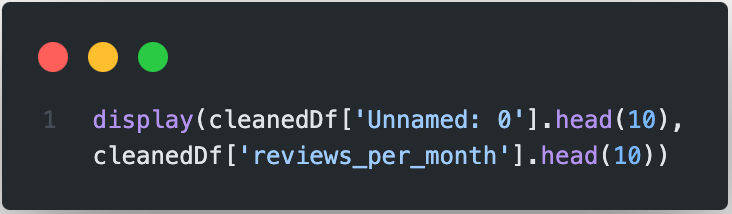 1 display(cleanedDf['Unnamed: 0'].head(10),
cleanedDf['reviews_per_month'].head(10))